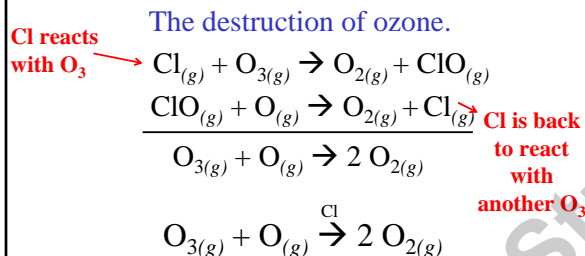 The destruction of ozone.
Cl reacts
with O₃
Cl(g) + O₃(g) → O₂(g) + ClO(g)
ClO(g) + O(g) → O₂(g) + Cl(g)
Cl is back
to react
with
another O₃
O₃(g) + O(g) → 2 O₂(g)
Cl
O₃(g) + O(g) → 2 O₂(g)